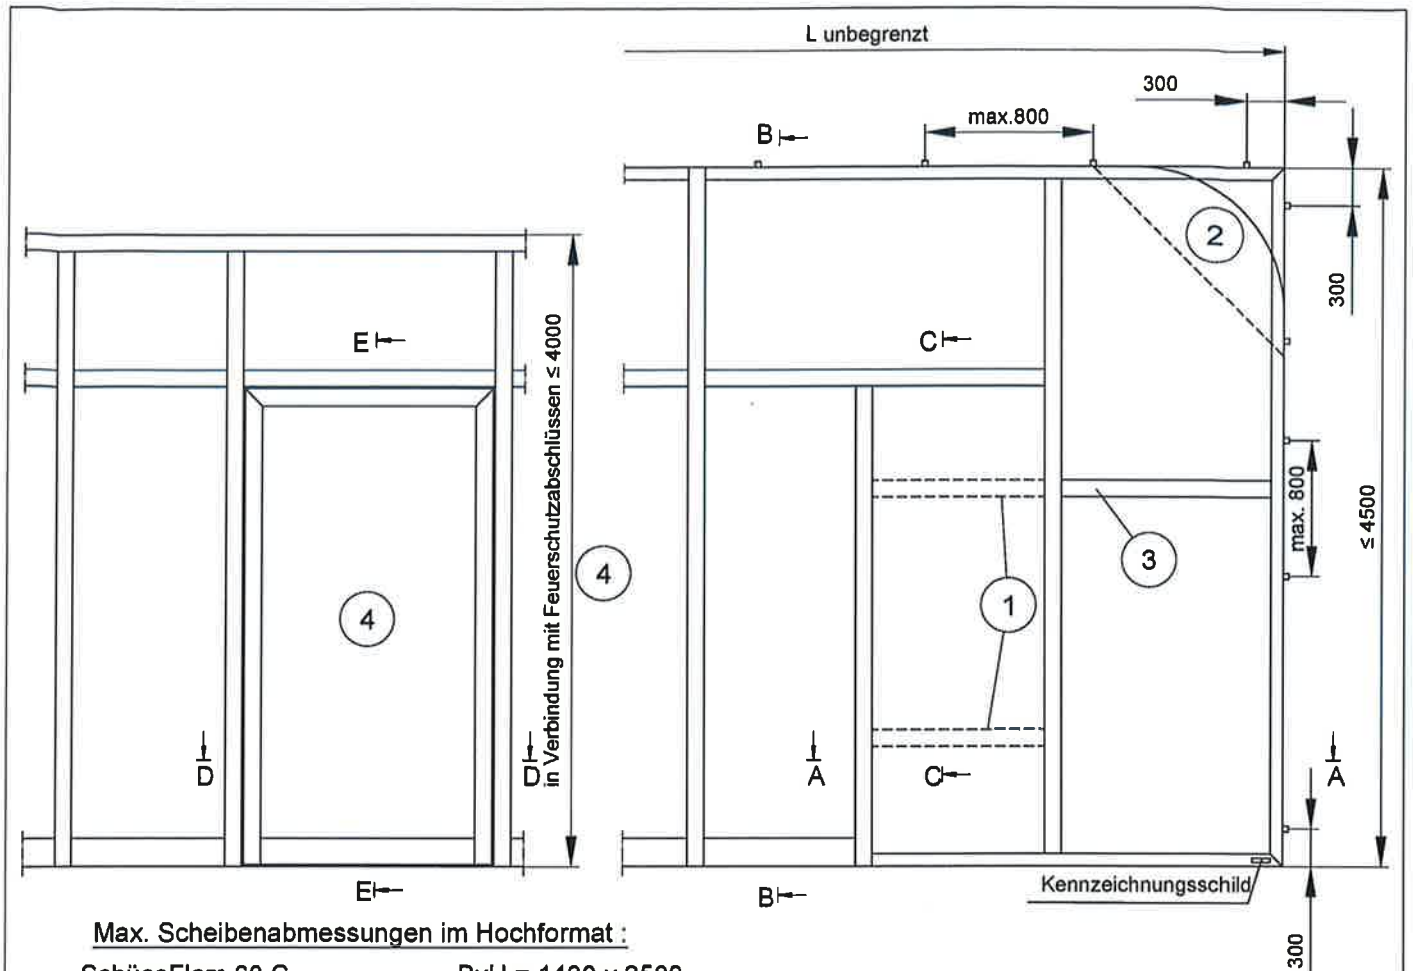 L unbegrenzt
300
max.800
B
2
300
E
C
in Verbindung mit Feuerschutzabschlüssen ≤ 4000
max. 800
≤ 4500
4
3
4
1
D
D
A
C
A
Kennzeichnungsschild
E
B
300
Max. Scheibenabmessungen im Hochformat :